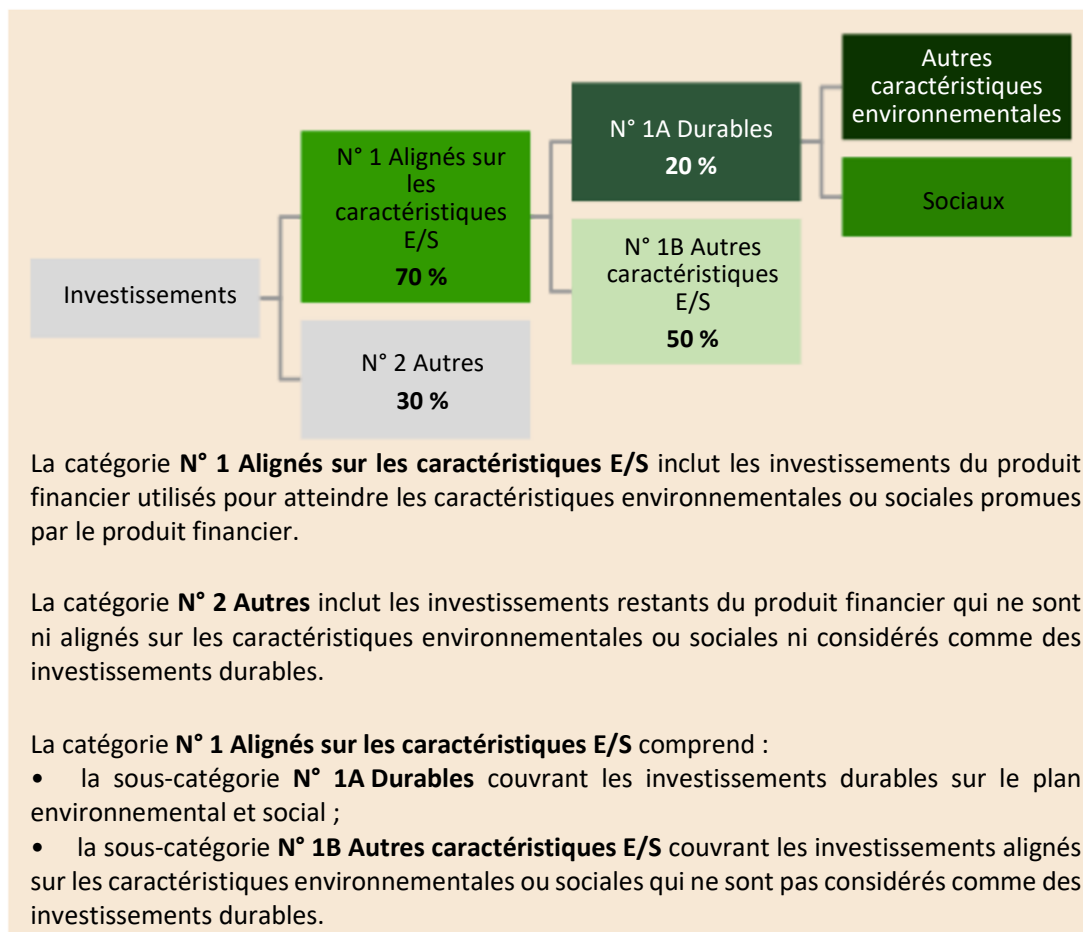 Autres
caractéristiques
environnementales
N° 1A Durables
20 %
N° 1 Alignés sur
les
caractéristiques
E/S
70 %
Sociaux
N° 1B Autres
caractéristiques
E/S
50 %
Investissements
N° 2 Autres
30 %
La catégorie N° 1 Alignés sur les caractéristiques E/S inclut les investissements du produit
financier utilisés pour atteindre les caractéristiques environnementales ou sociales promues
par le produit financier.
La catégorie N° 2 Autres inclut les investissements restants du produit financier qui ne sont
ni alignés sur les caractéristiques environnementales ou sociales ni considérés comme des
investissements durables.
La catégorie N° 1 Alignés sur les caractéristiques E/S comprend :
• la sous-catégorie N° 1A Durables couvrant les investissements durables sur le plan
environnemental et social ;
• la sous-catégorie N° 1B Autres caractéristiques E/S couvrant les investissements alignés
sur les caractéristiques environnementales ou sociales qui ne sont pas considérés comme des
investissements durables.